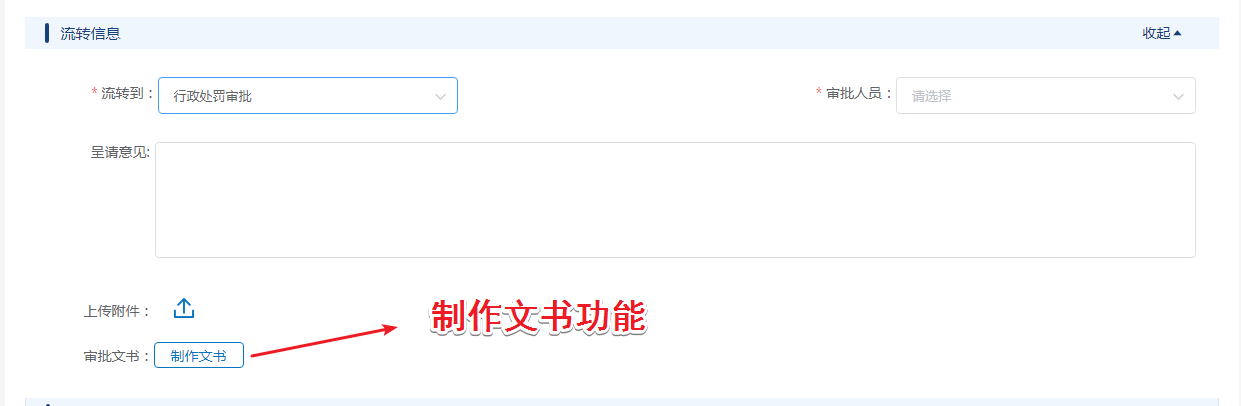 流转信息 收起
* 流转到： 行政处罚审批 * 审批人员： 请选择
呈请意见:
上传附件：
制作文书功能
审批文书： 制作文书